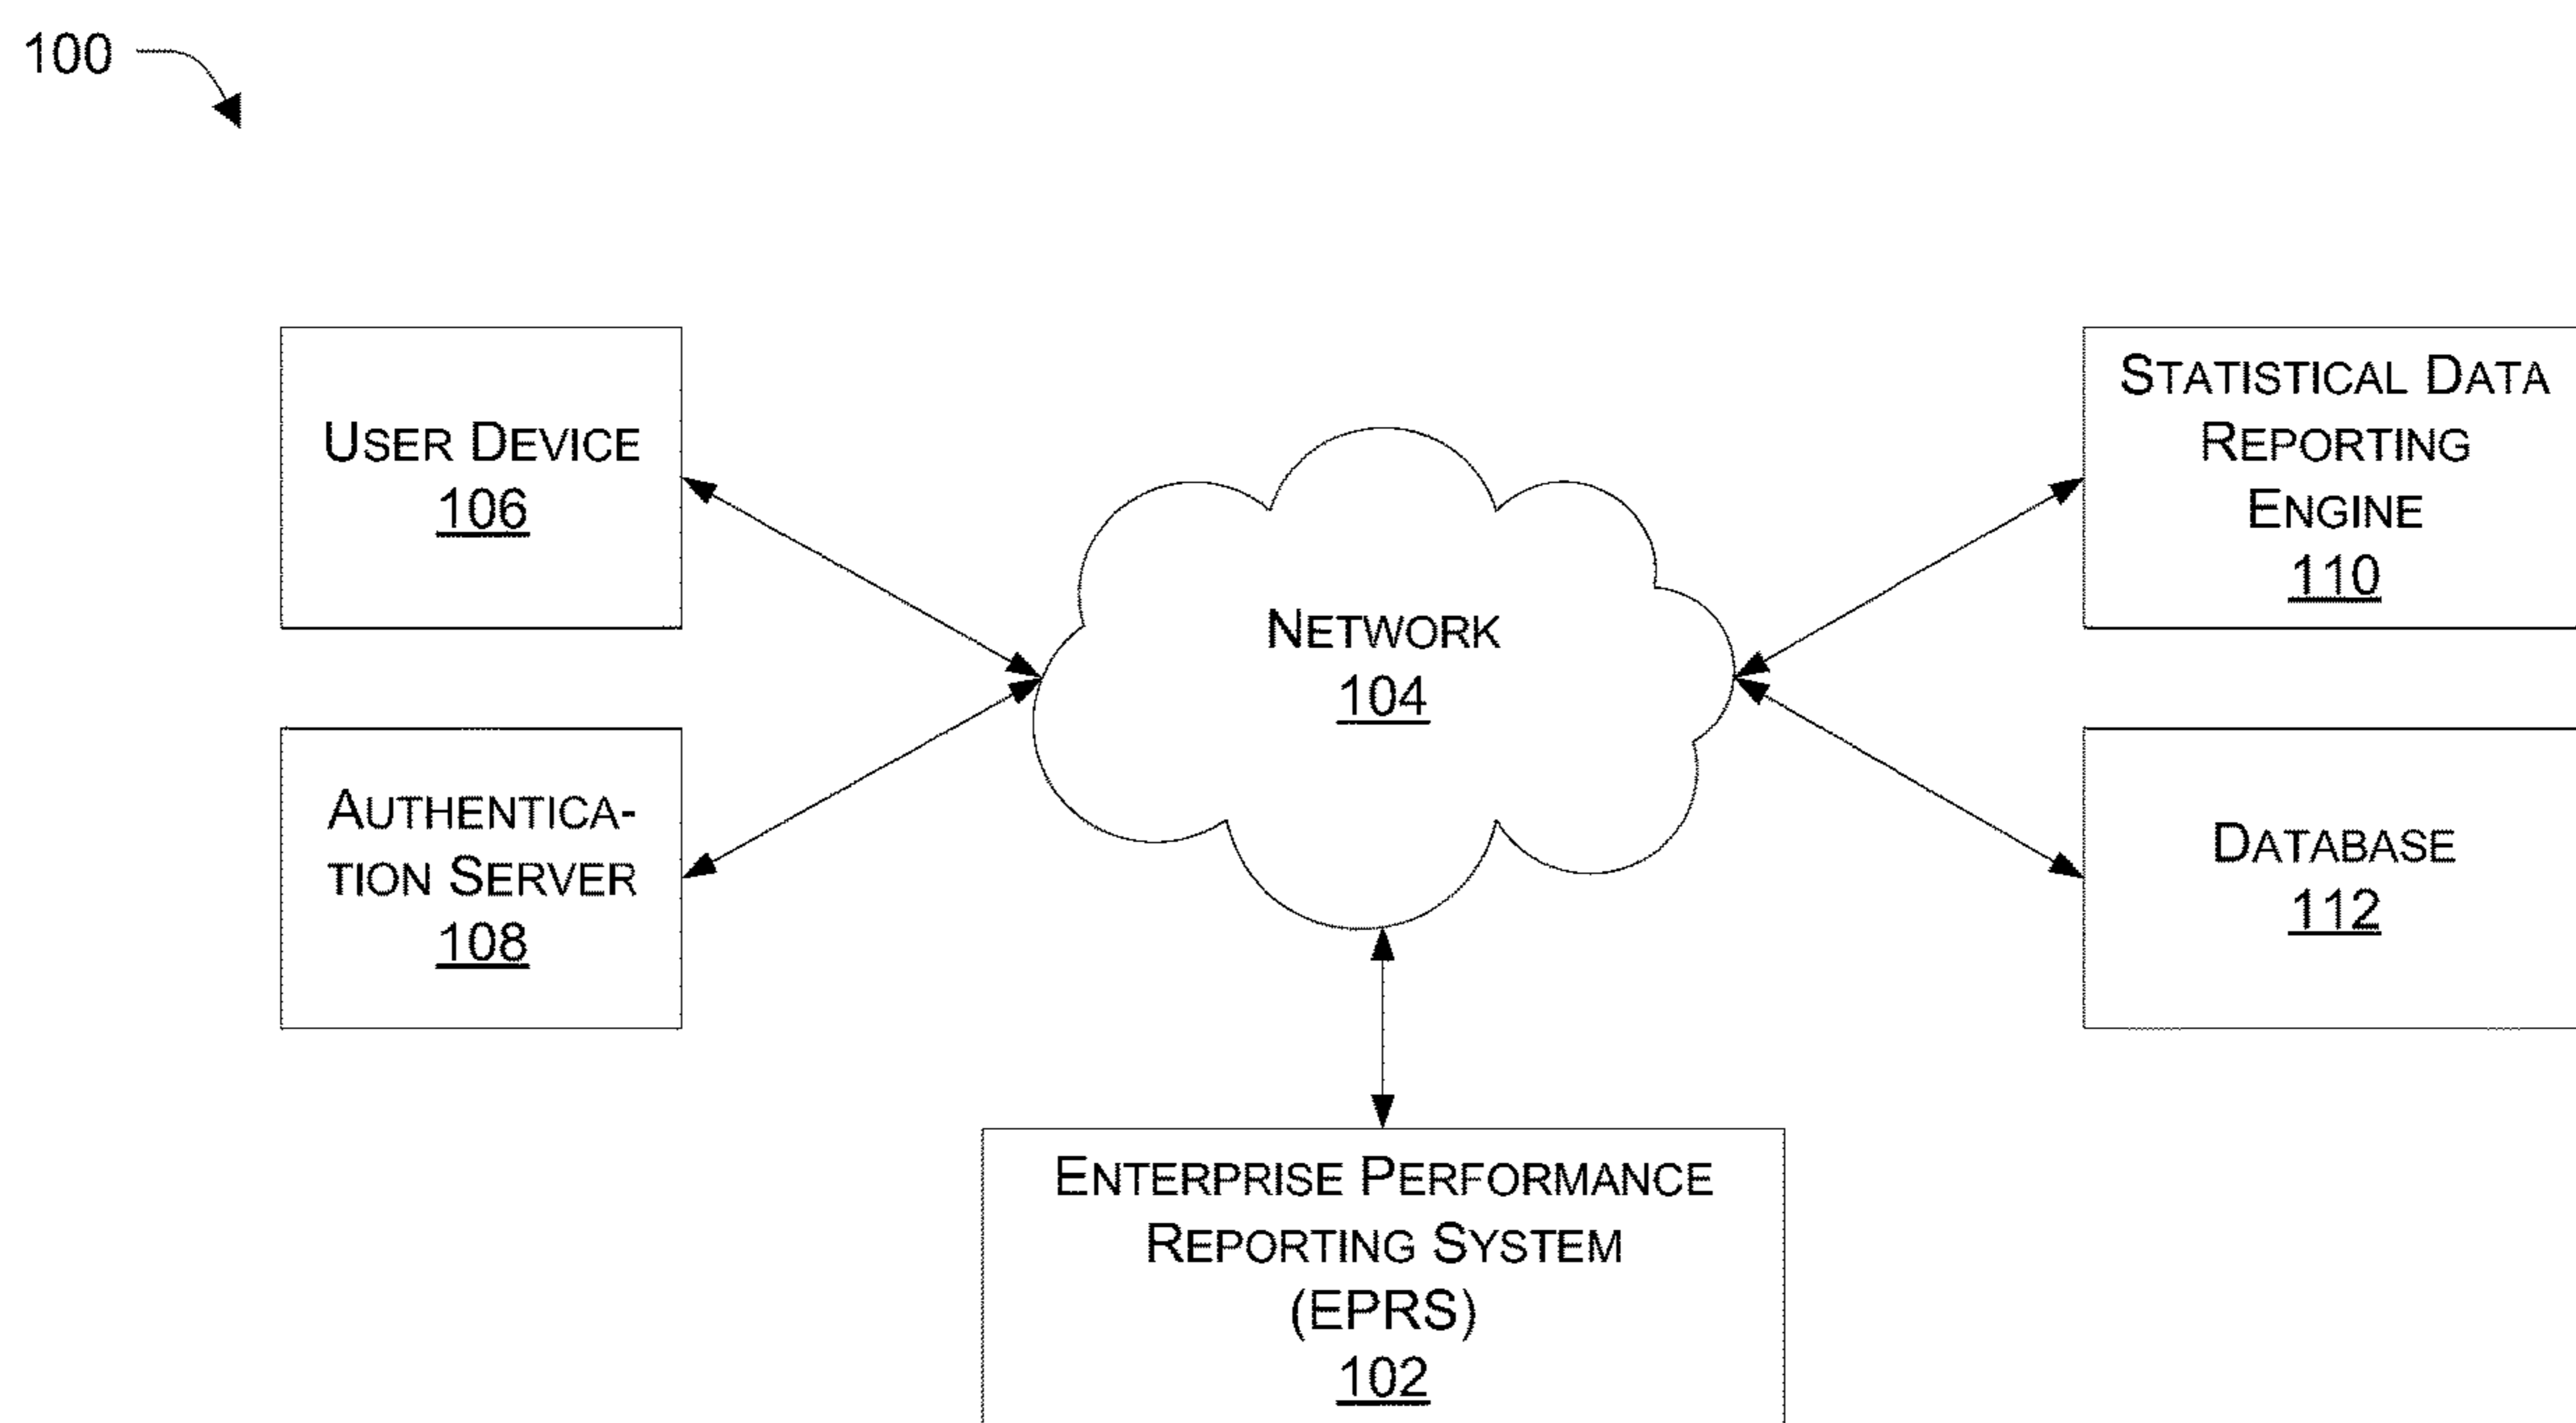 100
USER DEVICE
106
AUTHENTICA-
TION SERVER
108
NETWORK
104
STATISTICAL DATA
REPORTING
ENGINE
110
DATABASE
112
ENTERPRISE PERFORMANCE
REPORTING SYSTEM
(EPRS)
102